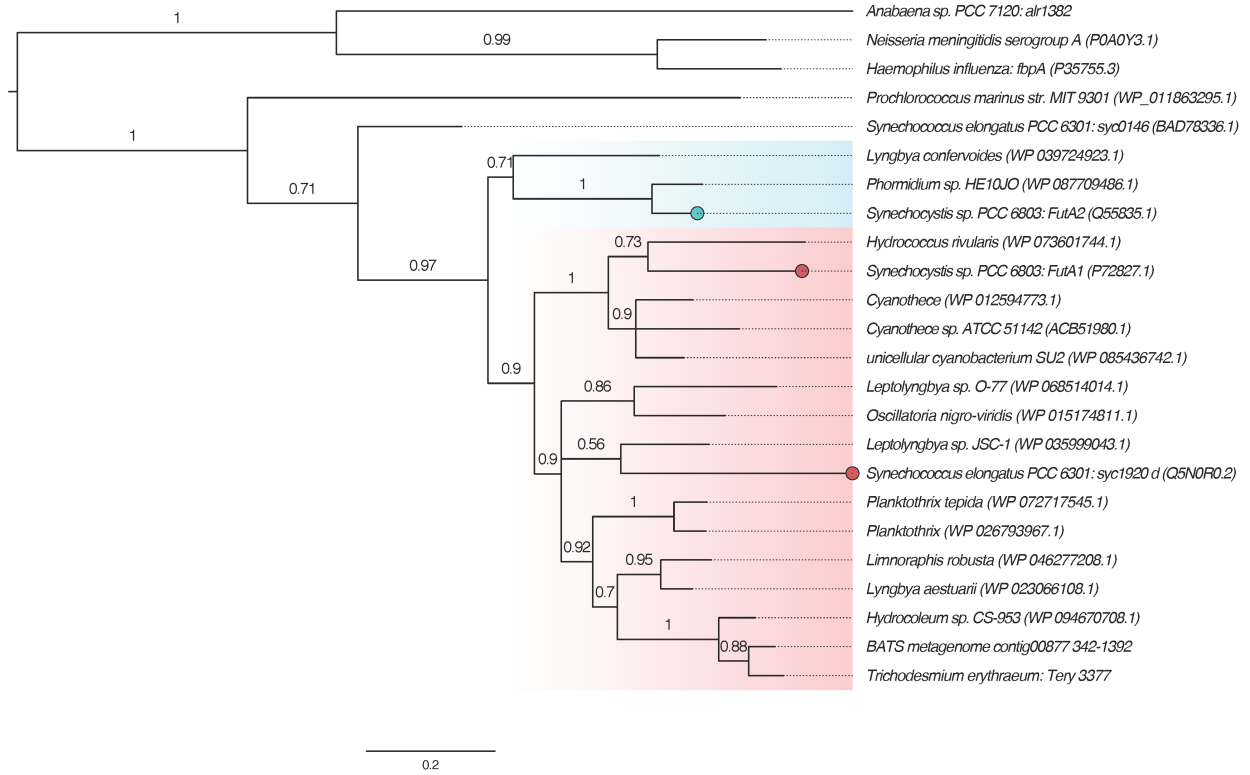 1
Anabaena sp. PCC 7120: alr1382
0.99
Neisseria meningitidis serogroup A (P0A0Y3.1)
Haemophilus influenza: fbpA (P35755.3)
Prochlorococcus marinus str. MIT 9301 (WP_011863295.1)
1
Synechococcus elongatus PCC 6301: syc0146 (BAD78336.1)
0.71
Lyngbya confervoides (WP 039724923.1)
0.71
1
Phormidium sp. HE10JO (WP 087709486.1)
Synechocystis sp. PCC 6803: FutA2 (Q55835.1)
0.97
0.73
Hydrococcus rivularis (WP 073601744.1)
Synechocystis sp. PCC 6803: FutA1 (P72827.1)
1
Cyanothece (WP 012594773.1)
0.9
Cyanothece sp. ATCC 51142 (ACB51980.1)
unicellular cyanobacterium SU2 (WP 085436742.1)
0.9
0.86
Leptolyngbya sp. O-77 (WP 068514014.1)
Oscillatoria nigro-viridis (WP 015174811.1)
0.56
Leptolyngbya sp. JSC-1 (WP 035999043.1)
0.9
Synechococcus elongatus PCC 6301: syc1920 d (Q5N0R0.2)
1
Planktothrix tepida (WP 072717545.1)
Planktothrix (WP 026793967.1)
0.92
0.95
Limnoraphis robusta (WP 046277208.1)
0.7
Lyngbya aestuarii (WP 023066108.1)
1
Hydrocoleum sp. CS-953 (WP 094670708.1)
0.88
BATS metagenome contig00877 342-1392
Trichodesmium erythraeum: Tery 3377
0.2